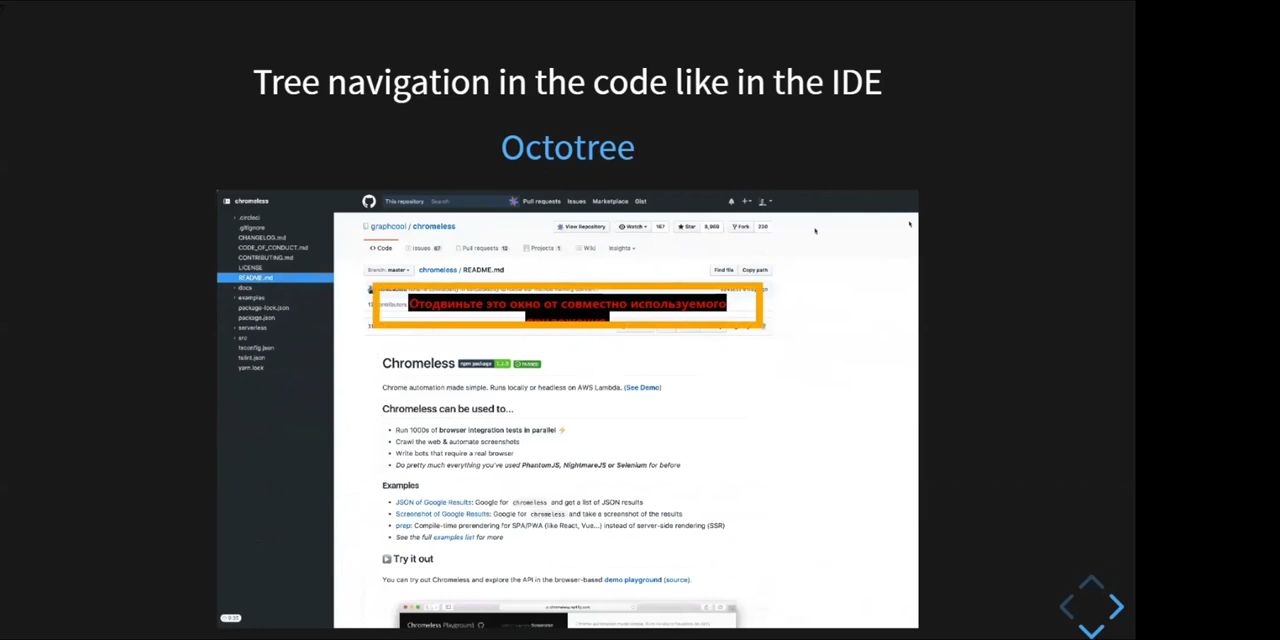 Tree navigation in the code like in the IDE
Octotree
chromeless
This repository Search
Pull requests Issues Marketplace Gist
.circleci
.gitignore
CHANGELOG.md
CODE_OF_CONDUCT.md
CONTRIBUTING.md
LICENSE
README.md
docs
examples
package-lock.json
package.json
serverless
src
tsconfig.json
tslint.json
yarn.lock
graphcool / chromeless
View Repository Watch 167 Star Fork
Code Issues Pull requests Projects Wiki Insights
Branch: master chromeless / README.md
Find file Copy path
Отодвиньте это окно от совместно используемого
Chromeless npm package
Chrome automation made simple. Runs locally or headless on AWS Lambda. (See Demo)
Chromeless can be used to...
Run 1000s of browser integration tests in parallel ⚡
Crawl the web & automate screenshots
Write bots that require a real browser
Do pretty much everything you've used PhantomJS, NightmareJS or Selenium for before
Examples
JSON of Google Results: Google for chromeless and get a list of JSON results
Screenshot of Google Results: Google for chromeless and take a screenshot of the results
prep: Compile-time prerendering for SPA/PWA (like React, Vue...) instead of server-side rendering (SSR)
See the full examples list for more
Try it out
You can try out Chromeless and explore the API in the browser-based demo playground (source).
Chromeless Playground